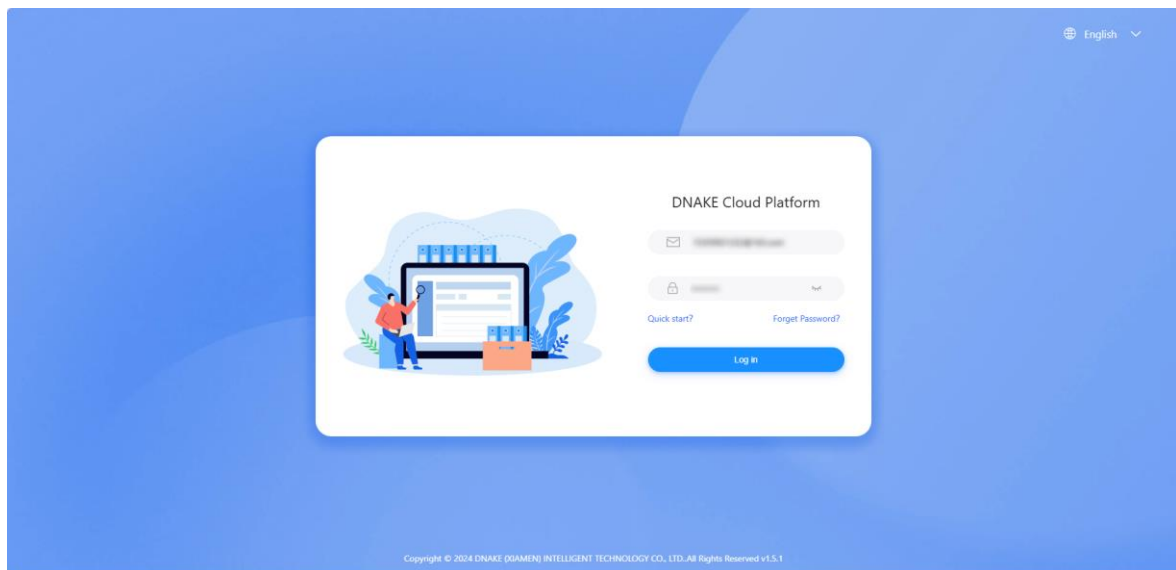 English
DNAKE Cloud Platform
Quick start?
Forget Password?
Log in
Copyright © 2024 DNAKE (XIAMEN) INTELLIGENT TECHNOLOGY CO., LTD..All Rights Reserved v1.5.1